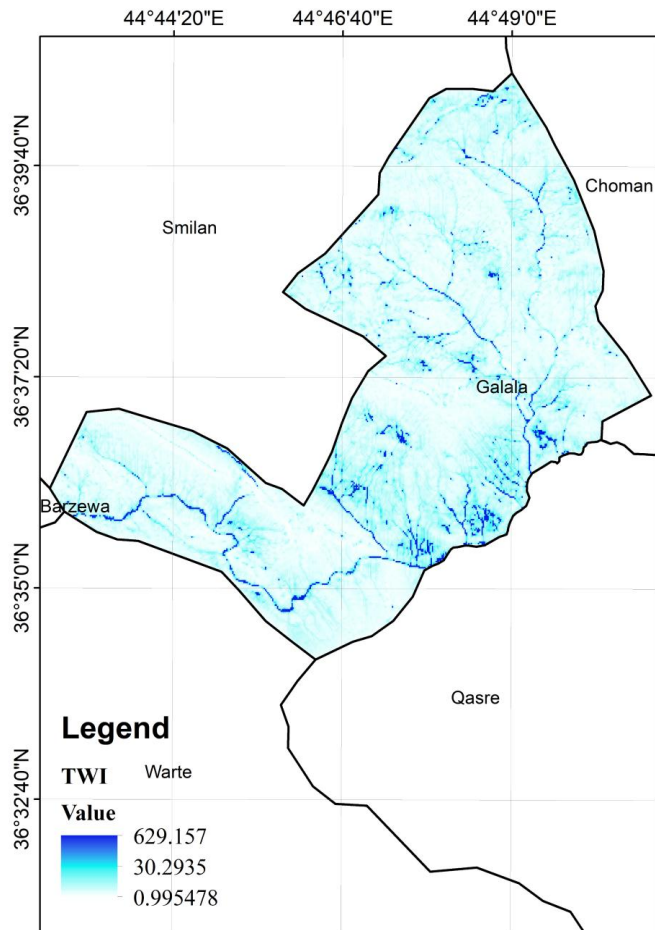 44°44'20"E
44°46'40"E
44°49'0"E
36°39'40"N
Choman
Smilan
36°37'20"N
Galala
Barzewa
36°35'0"N
Qasre
Legend
TWI
Warte
36°32'40"N
Value
629.157
30.2935
0.995478